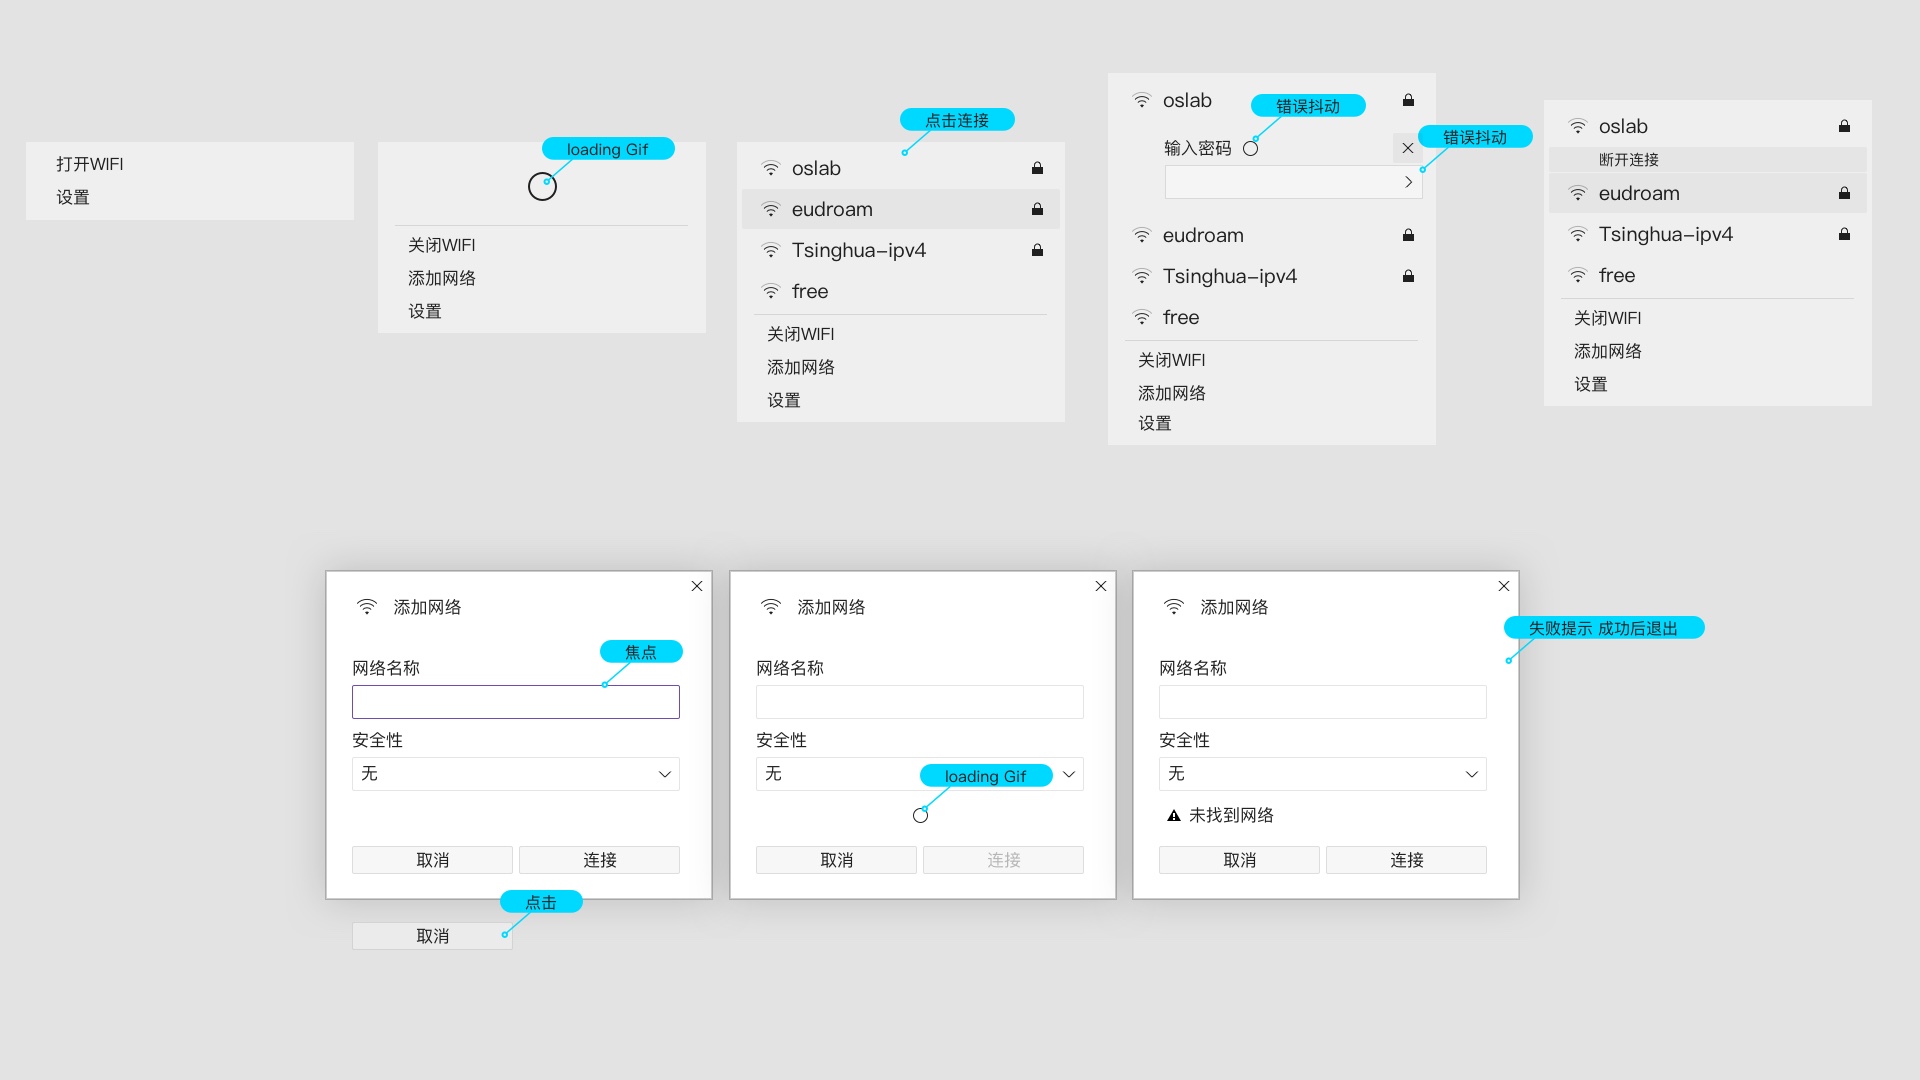 打开WIFI
设置
loading Gif
关闭WIFI
添加网络
设置
点击连接
oslab
eudroam
Tsinghua-ipv4
free
关闭WIFI
添加网络
设置
oslab
错误抖动
输入密码
错误抖动
eudroam
Tsinghua-ipv4
free
关闭WIFI
添加网络
设置
oslab
断开连接
eudroam
Tsinghua-ipv4
free
关闭WIFI
添加网络
设置
添加网络
焦点
网络名称
安全性
无
取消 连接
点击
取消
添加网络
网络名称
安全性
无
loading Gif
取消 连接
添加网络
失败提示 成功后退出
网络名称
安全性
无
未找到网络
取消 连接